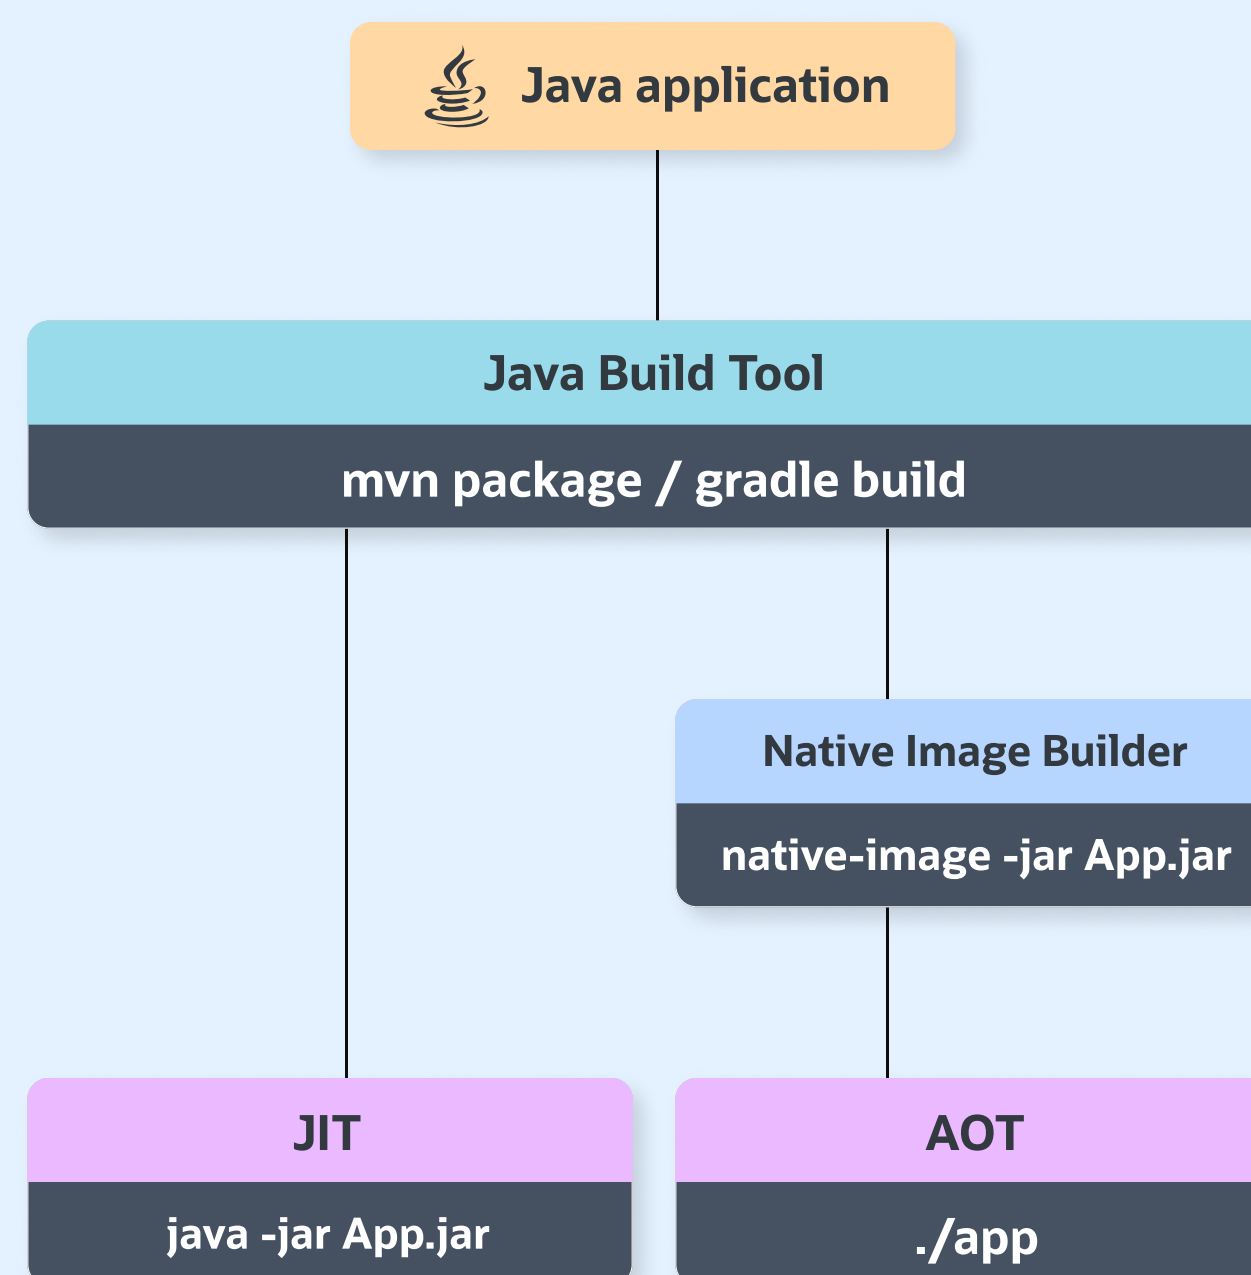 Java application
Java Build Tool
mvn package / gradle build
Native Image Builder
native-image -jar App.jar
JIT
java -jar App.jar
AOT
./app